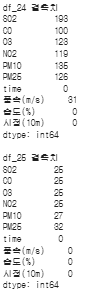 df_24 결측치
SO2 193
CO 100
O3 123
NO2 119
PM10 135
PM25 126
time 0
풍속(m/s) 31
습도(%) 0
시정(10m) 0
dtype: int64
df_25 결측치
SO2 25
CO 25
O3 25
NO2 25
PM10 27
PM25 32
time 0
풍속(m/s) 0
습도(%) 0
시정(10m) 0
dtype: int64